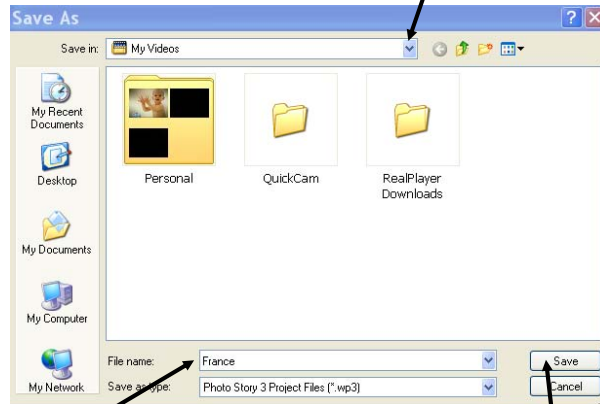 Save As
Save in: My Videos
My Recent
Documents
Desktop
My Documents
My Computer
My Network
Personal
QuickCam
RealPlayer
Downloads
File name: France
Save
Save as type: Photo Story 3 Project Files (*.wp3)
Cancel